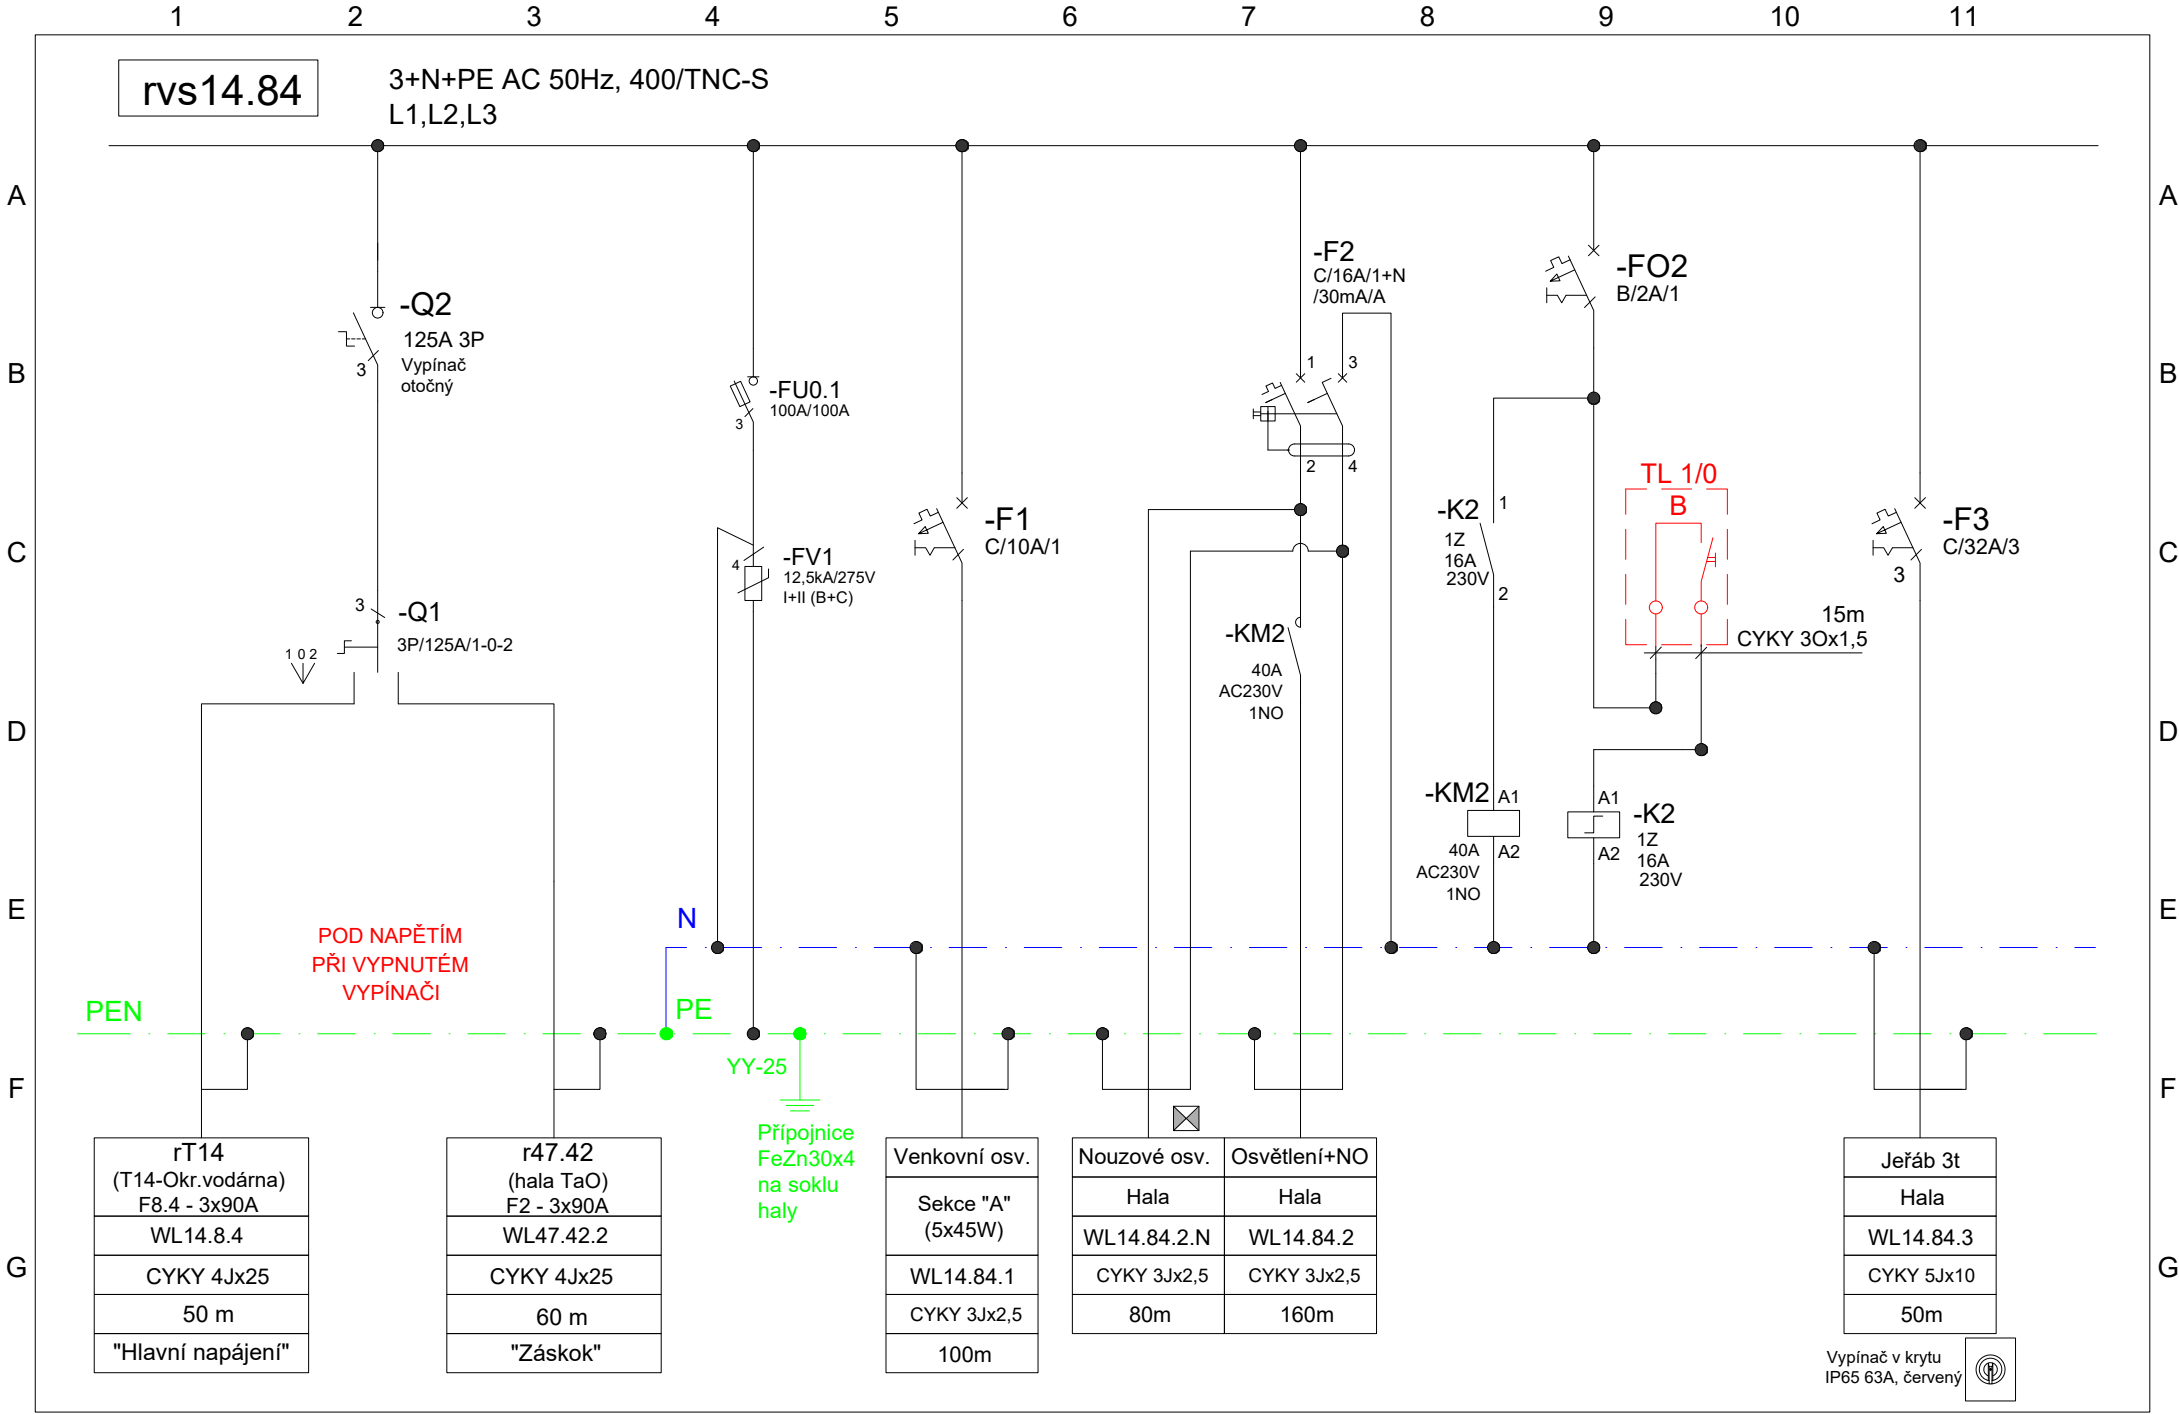 1 2 3 4 5 6 7 8 9 10 11
rvs14.84
3+N+PE AC 50Hz, 400/TNC-S
L1,L2,L3
A A
-Q2
125A 3P
Vypínač
otočný
3
-F2
C/16A/1+N
/30mA/A
-FO2
B/2A/1
B B
-FU0.1
100A/100A
3
1 3
2 4
-F1
C/10A/1
-K2
1Z
16A
230V
1
2
TL 1/0
B
-F3
C/32A/3
3
C C
-FV1
12,5kA/275V
I+II (B+C)
4
3
-Q1
3P/125A/1-0-2
1 0 2
-KM2
40A
AC230V
1NO
15m
CYKY 3Ox1,5
D D
-KM2
A1
A2
40A
AC230V
1NO
A1
A2
-K2
1Z
16A
230V
E E
N
POD NAPĚTÍM
PŘI VYPNUTÉM
VYPÍNAČI
PEN
PE
YY-25
F F
Přípojnice
FeZn30x4
na soklu
haly
rT14
(T14-Okr.vodárna)
F8.4 - 3x90A
WL14.8.4
CYKY 4Jx25
50 m
"Hlavní napájení"
r47.42
(hala TaO)
F2 - 3x90A
WL47.42.2
CYKY 4Jx25
60 m
"Záskok"
Venkovní osv.
Sekce "A"
(5x45W)
WL14.84.1
CYKY 3Jx2,5
100m
Nouzové osv.
Hala
WL14.84.2.N
CYKY 3Jx2,5
80m
Osvětlení+NO
Hala
WL14.84.2
CYKY 3Jx2,5
160m
Jeřáb 3t
Hala
WL14.84.3
CYKY 5Jx10
50m
G G
Vypínač v krytu
IP65 63A, červený